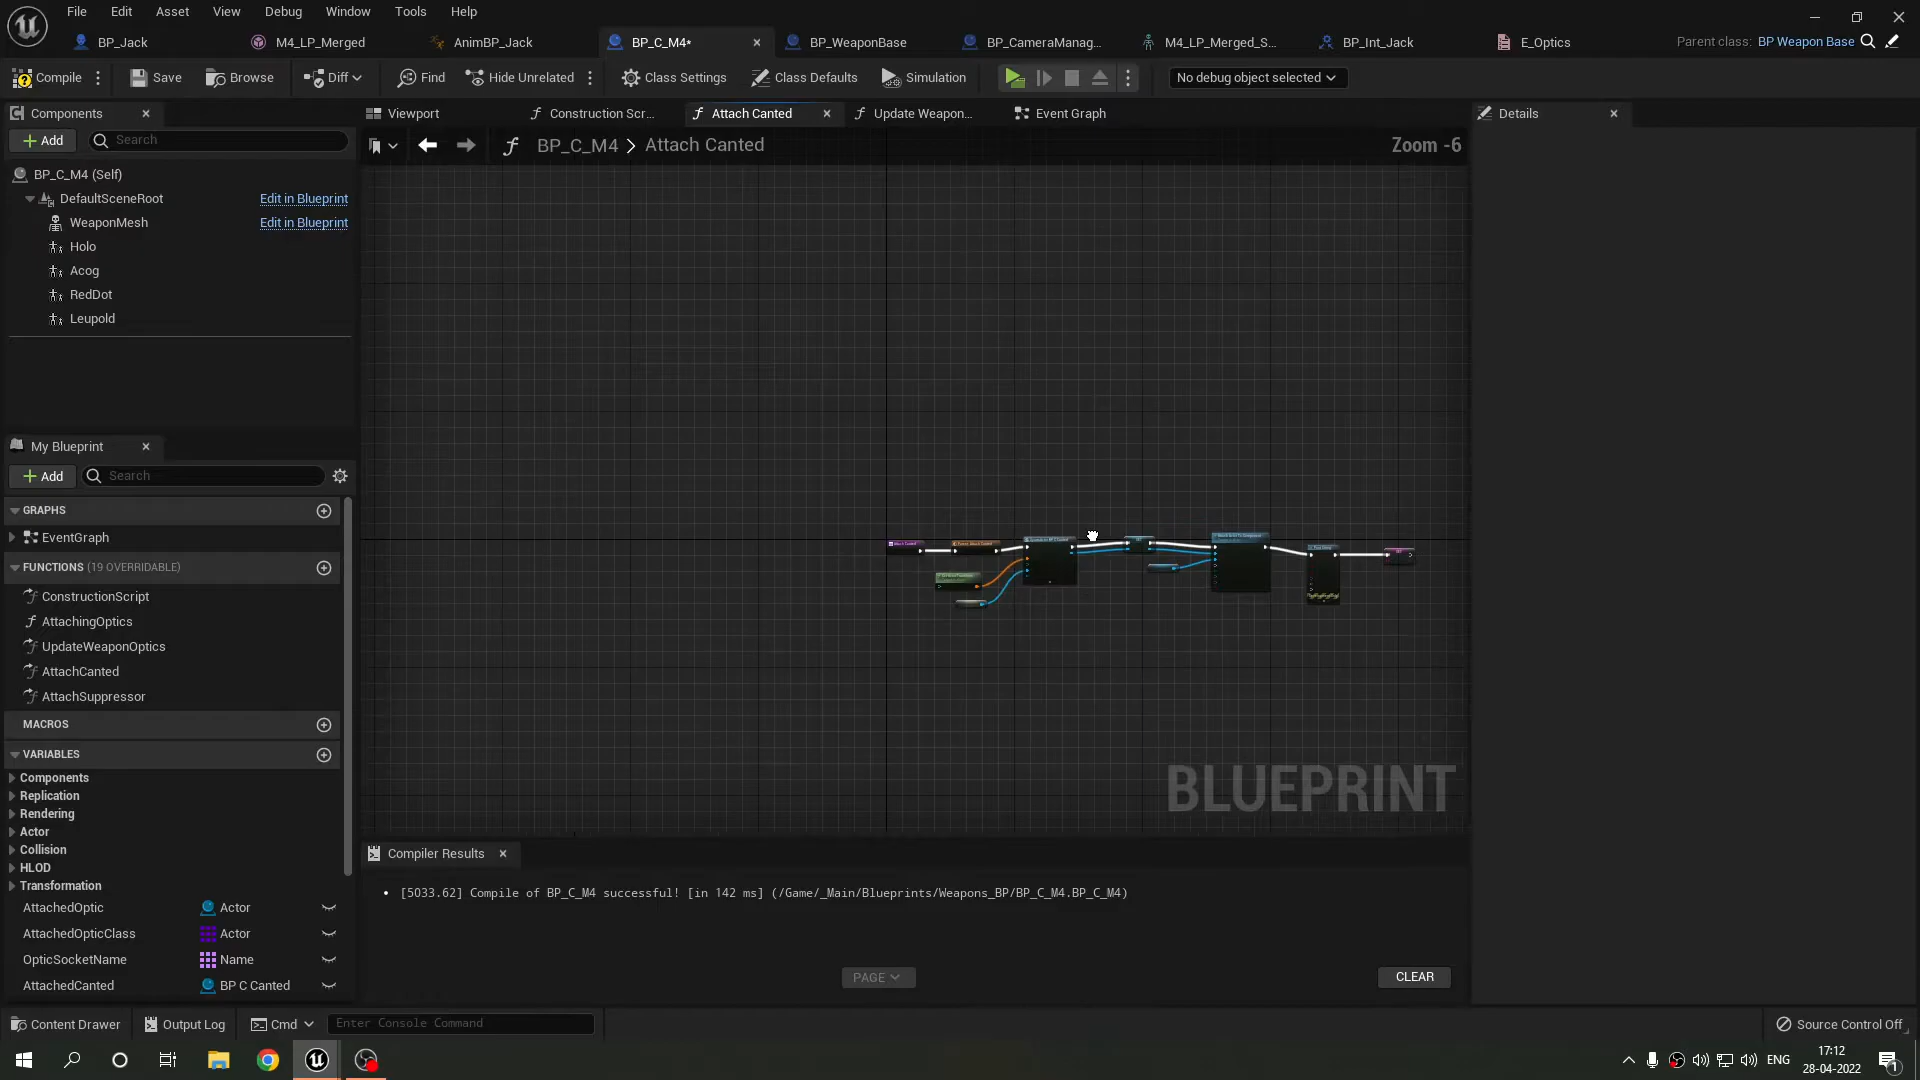 File Edit Asset View Debug Window Tools Help
BP_Jack M4_LP_Merged AnimBP_Jack BP_C_M4* BP_WeaponBase BP_CameraManag... M4_LP_Merged_S... BP_Int_Jack E_Optics Parent class: BP Weapon Base
Compile Save Browse Diff Find Hide Unrelated Class Settings Class Defaults Simulation No debug object selected
Components Viewport Construction Scr... Attach Canted Update Weapon... Event Graph Details
Add Search BP_C_M4 > Attach Canted Zoom -6
BP_C_M4 (Self)
DefaultSceneRoot Edit in Blueprint
WeaponMesh Edit in Blueprint
Holo
Acog
RedDot
Leupold
My Blueprint
Add Search
GRAPHS
EventGraph
FUNCTIONS (19 OVERRIDABLE)
ConstructionScript
AttachingOptics
UpdateWeaponOptics
AttachCanted
AttachSuppressor
MACROS
VARIABLES
Components
Replication
Rendering
Actor
Collision
HLOD
Transformation
AttachedOptic Actor
AttachedOpticClass Actor
OpticSocketName Name
AttachedCanted BP C Canted
BLUEPRINT
Compiler Results
• [5033.62] Compile of BP_C_M4 successful! [in 142 ms] (/Game/_Main/Blueprints/Weapons_BP/BP_C_M4.BP_C_M4)
PAGE CLEAR
Content Drawer Output Log Cmd Enter Console Command Source Control Off
ENG 17:12
28-04-2022 1